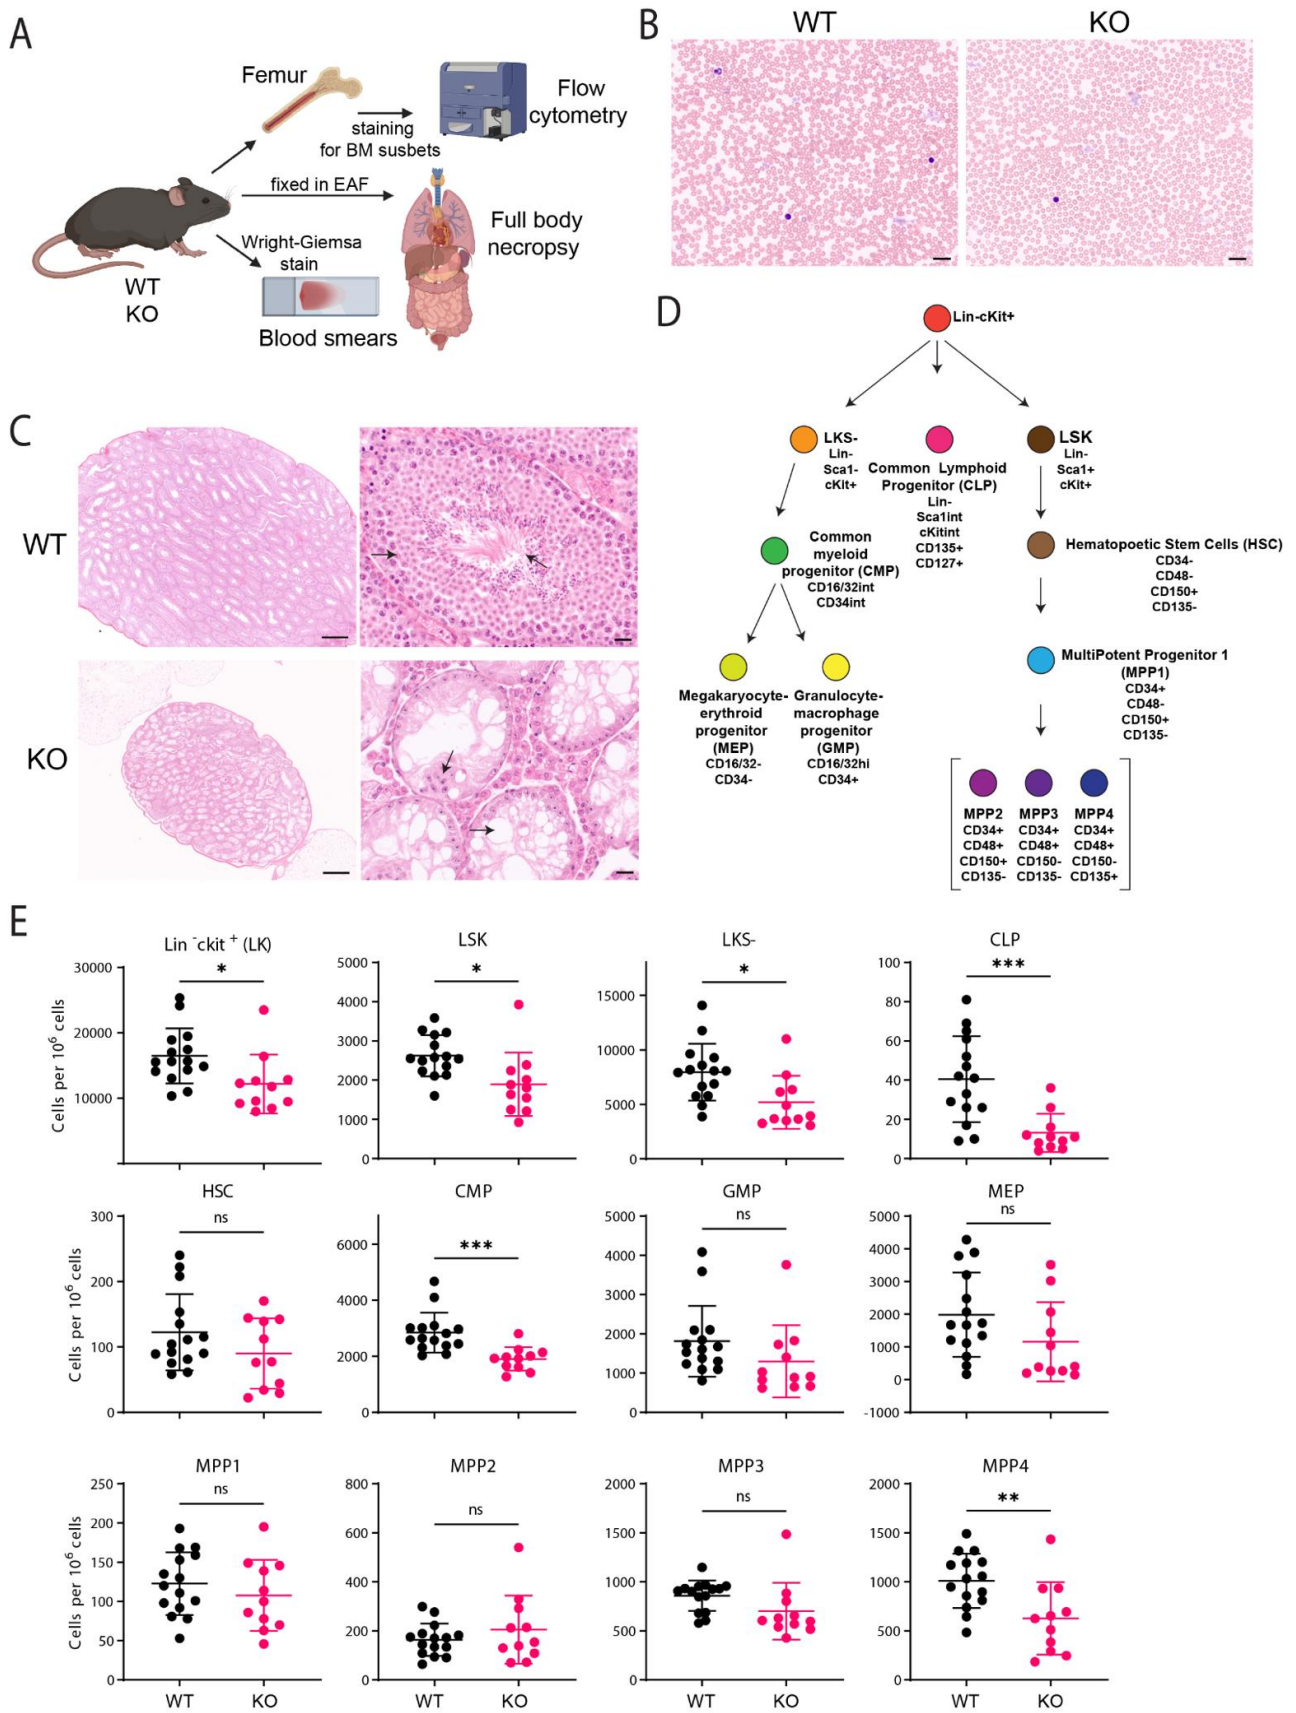 A
Femur
staining
for BM susbets
Flow
cytometry
fixed in EAF
Full body
necropsy
Wright-Giemsa
stain
WT
KO
Blood smears
B
WT
KO
C
WT
KO
D
Lin-cKit+
LKS-
Lin-
Sca1-
cKit+
Common Lymphoid
Progenitor (CLP)
Lin-
Sca1int
cKitint
CD135+
CD127+
LSK
Lin-
Sca1+
cKit+
Common
myeloid
progenitor (CMP)
CD16/32int
CD34int
Hematopoetic Stem Cells (HSC)
CD34-
CD48-
CD150+
CD135-
Megakaryocyte-
erythroid
progenitor
(MEP)
CD16/32-
CD34-
Granulocyte-
macrophage
progenitor
(GMP)
CD16/32hi
CD34+
MultiPotent Progenitor 1
(MPP1)
CD34+
CD48-
CD150+
CD135-
MPP2
CD34+
CD48+
CD150+
CD135-
MPP3
CD34+
CD48+
CD150-
CD135-
MPP4
CD34+
CD48+
CD150-
CD135+
E
Lin -ckit + (LK)
Cells per 10^6 cells
30000
20000
10000
*
LSK
5000
4000
3000
2000
1000
0
*
LKS-
15000
10000
5000
0
*
CLP
100
80
60
40
20
0
***
HSC
Cells per 10^6 cells
300
200
100
0
ns
CMP
6000
4000
2000
0
***
GMP
5000
4000
3000
2000
1000
0
ns
MEP
5000
4000
3000
2000
1000
0
-1000
ns
MPP1
Cells per 10^6 cells
250
200
150
100
50
0
ns
WT KO
MPP2
800
600
400
200
0
ns
WT KO
MPP3
2000
1500
1000
500
0
ns
WT KO
MPP4
2000
1500
1000
500
0
**
WT KO